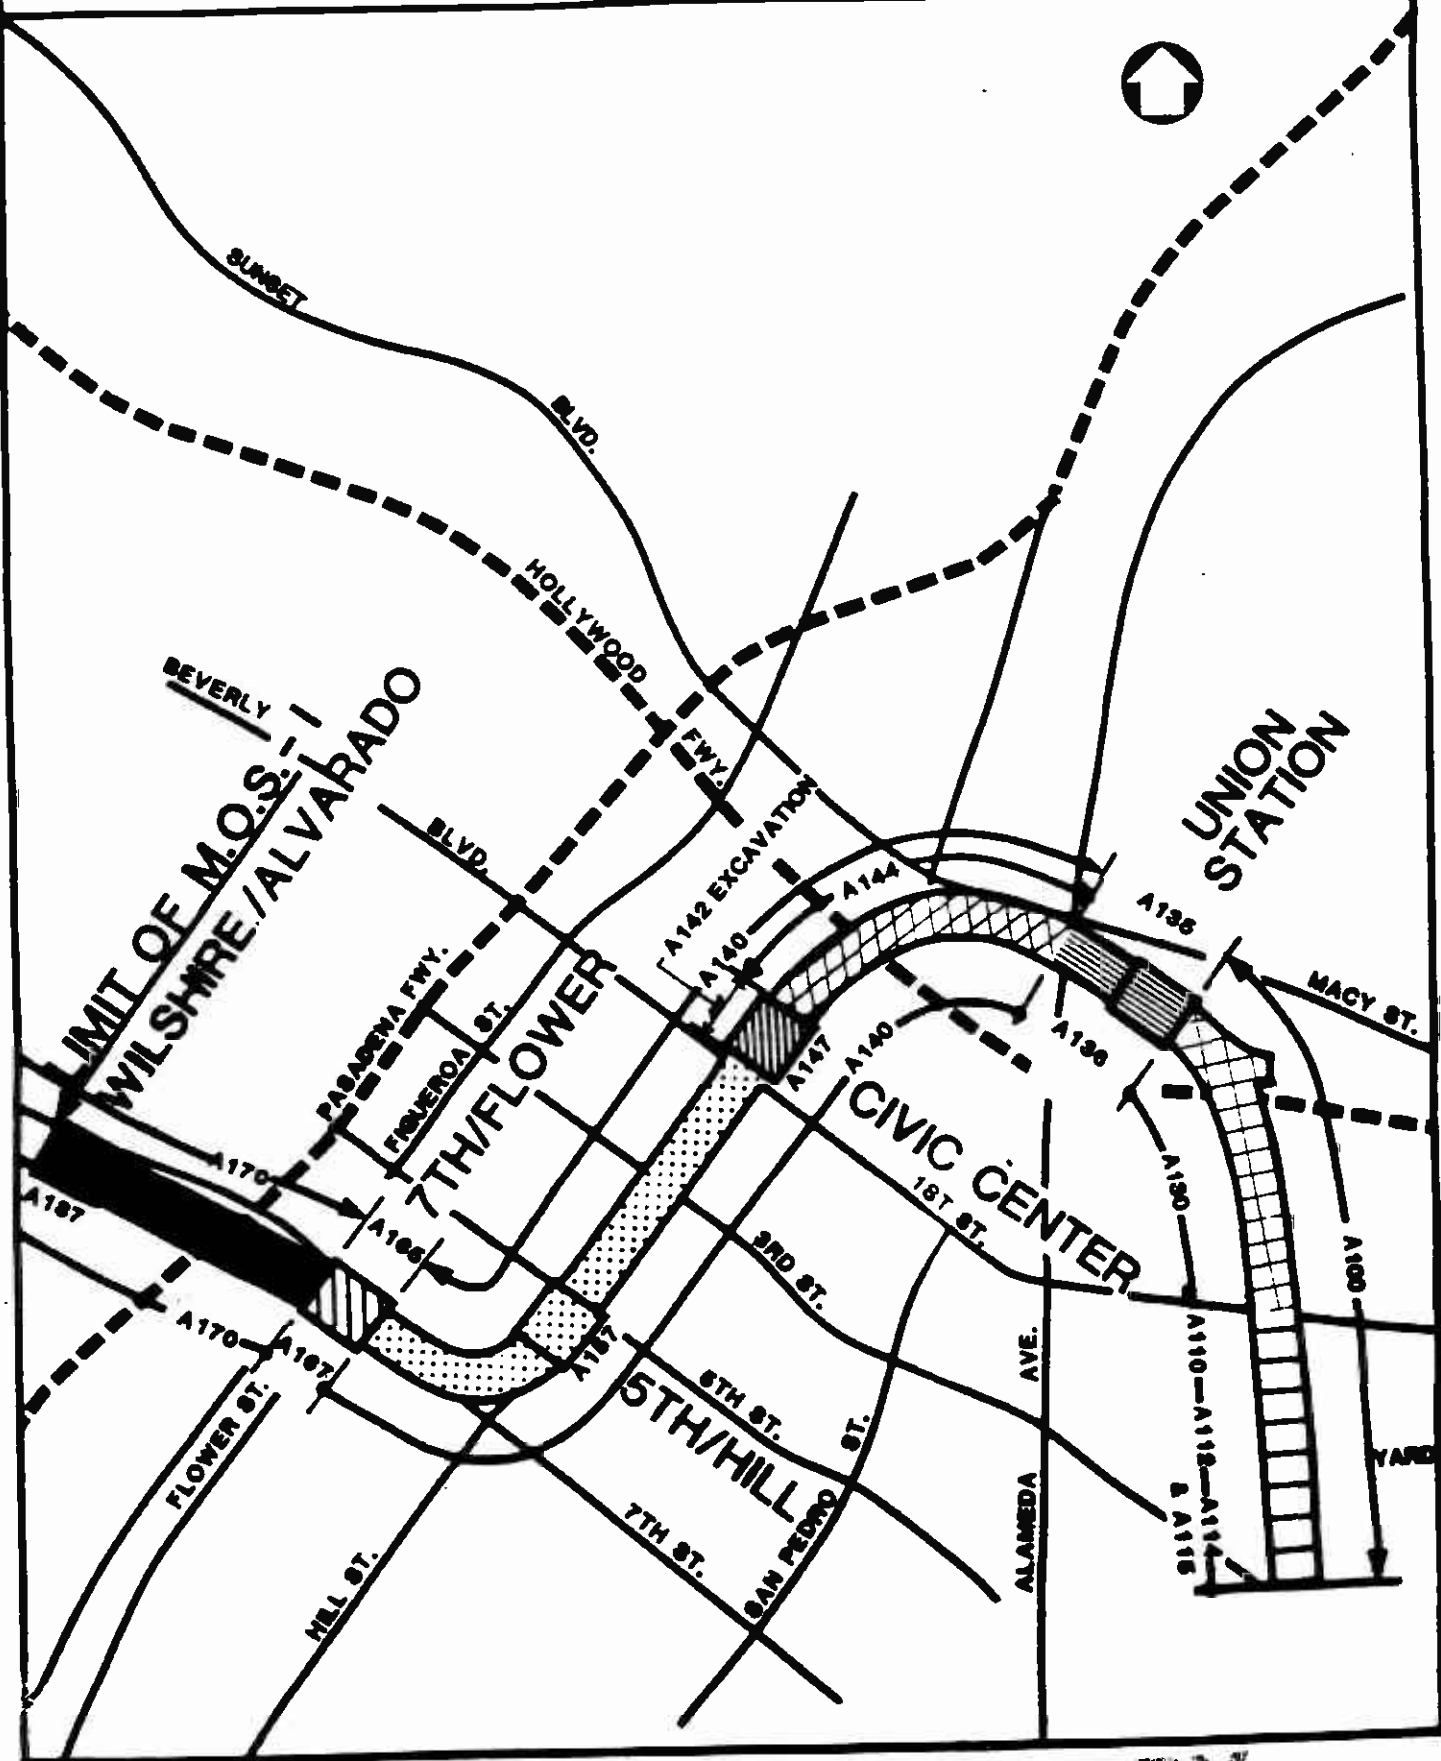 SUNSET
BLVD.
HOLLYWOOD
FWY.
BEVERLY
LIMIT OF M.O.S.
WILSHIRE/ALVARADO
BLVD.
A142 EXCAVATION
A140
A144
UNION
STATION
A135
MACY ST.
PASADENA FWY.
FIGUEROA ST.
7TH/FLOWER
A147
A140
A136
CIVIC CENTER
1ST ST.
A130
A100
A170
A165
A187
3RD ST.
A170
A167
A157
5TH/HILL
5TH ST.
FLOWER ST.
HILL ST.
7TH ST.
SAN PEDRO ST.
ALAMEDA AVE.
A110—A112—A114
& A115
YARD